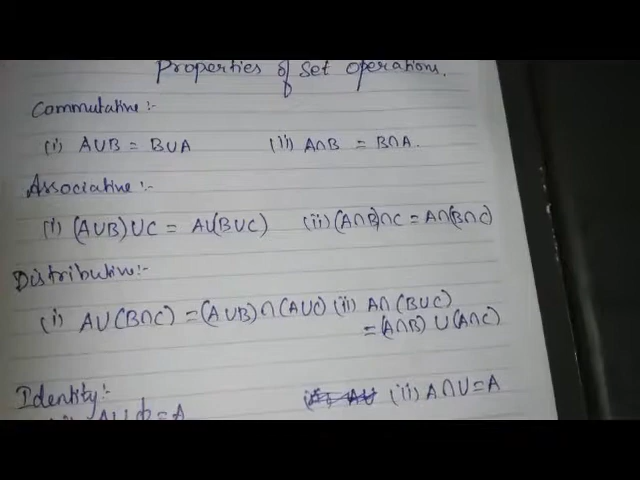 Properties of Set operations.
Commutative :-
(i) A∪B = B∪A (ii) A∩B = B∩A.
Associative :-
(i) (A∪B)∪C = A∪(B∪C) (ii) (A∩B)∩C = A∩(B∩C)
Distributive :-
(i) A∪(B∩C) = (A∪B)∩(A∪C) (ii) A∩(B∪C)
= (A∩B) ∪ (A∩C)
Identity :-
(ii) A∩U = A
A∪ϕ = A